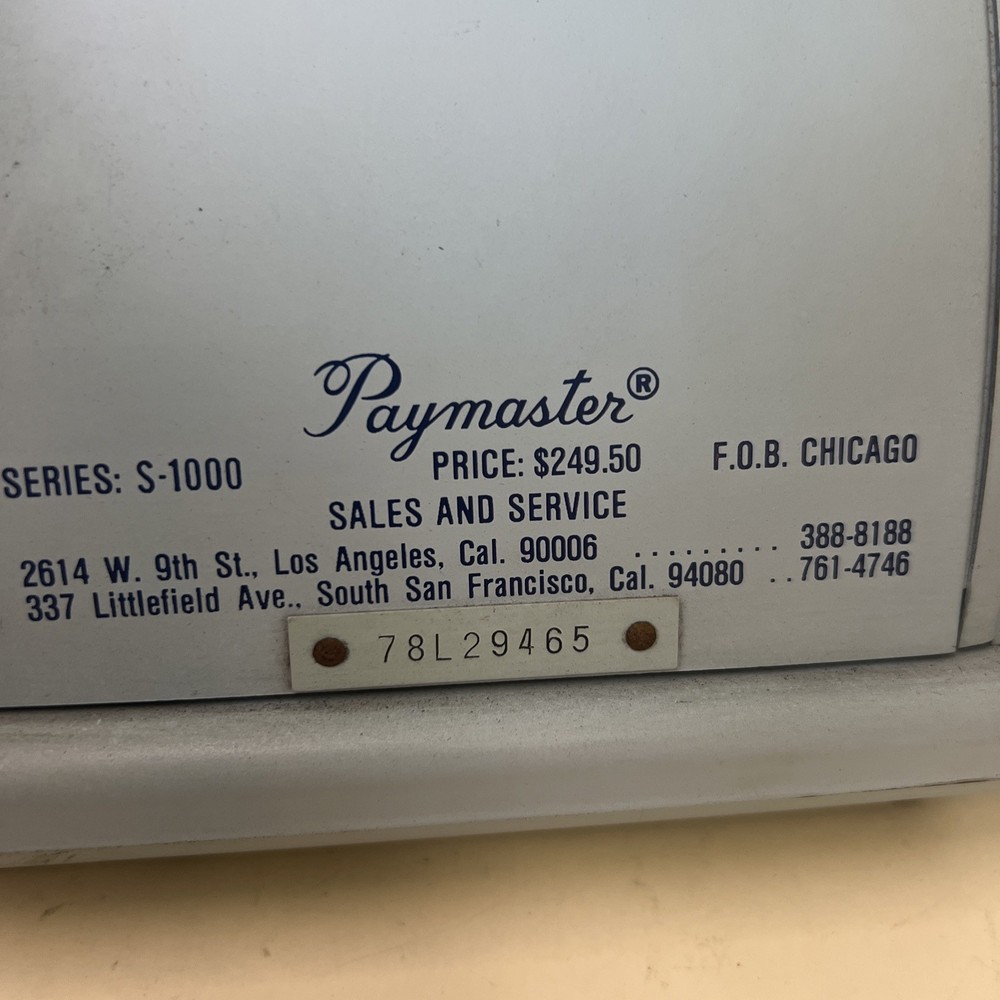 Paymaster®
SERIES: S-1000 PRICE: $249.50 F.O.B. CHICAGO
SALES AND SERVICE
2614 W. 9th St., Los Angeles, Cal. 90006 ......... 388-8188
337 Littlefield Ave., South San Francisco, Cal. 94080 ..761-4746
78L29465